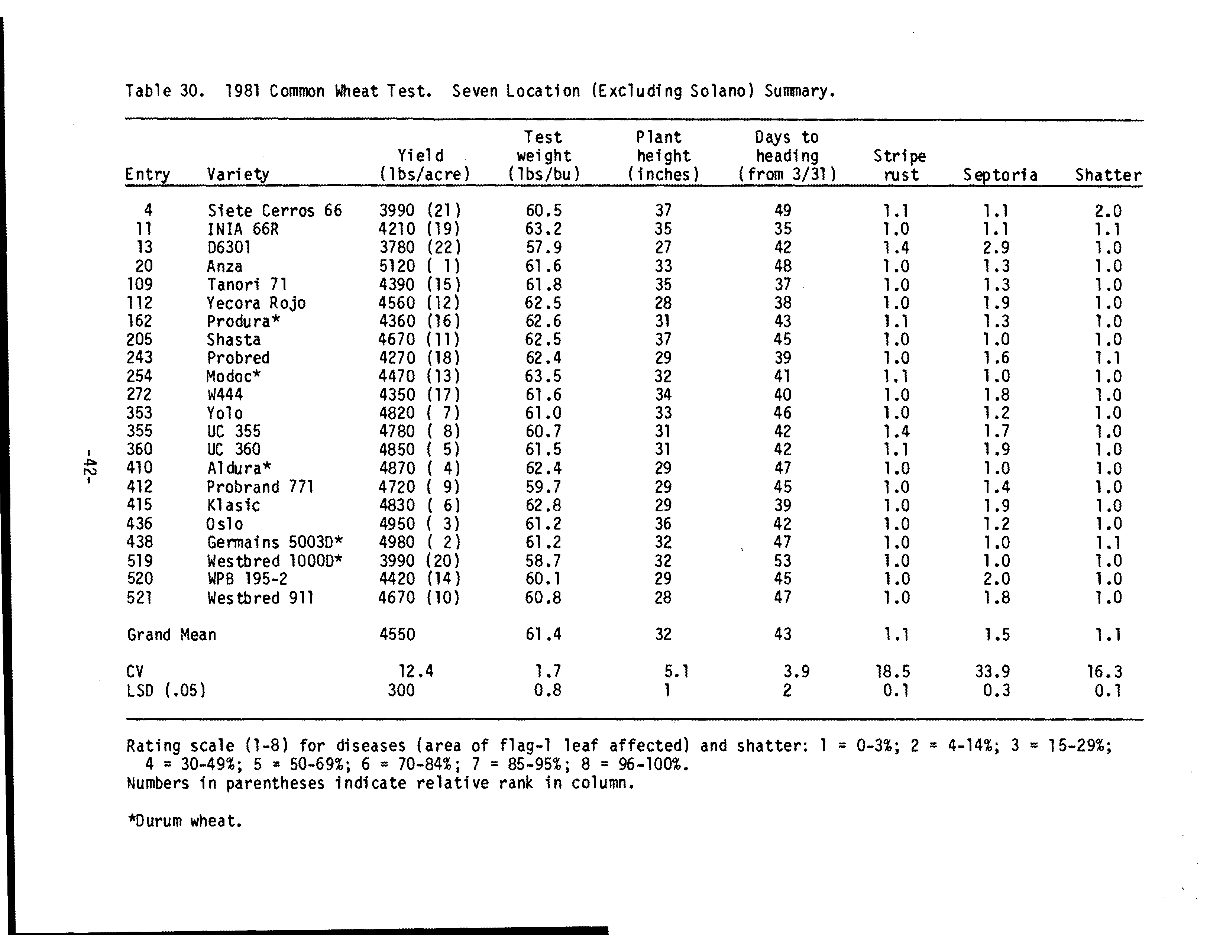 Table 30. 1981 Common Wheat Test. Seven Location (Excluding Solano) Summary.
Test Plant Days to
Yield weight height heading Stripe
Entry Variety (lbs/acre) (lbs/bu) (inches) (from 3/31) rust Septoria Shatter
4 Siete Cerros 66 3990 (21) 60.5 37 49 1.1 1.1 2.0
11 INIA 66R 4210 (19) 63.2 35 35 1.0 1.1 1.1
13 D6301 3780 (22) 57.9 27 42 1.4 2.9 1.0
20 Anza 5120 ( 1) 61.6 33 48 1.0 1.3 1.0
109 Tanori 71 4390 (15) 61.8 35 37 1.0 1.3 1.0
112 Yecora Rojo 4560 (12) 62.5 28 38 1.0 1.9 1.0
162 Produra* 4360 (16) 62.6 31 43 1.1 1.3 1.0
205 Shasta 4670 (11) 62.5 37 45 1.0 1.0 1.0
243 Probred 4270 (18) 62.4 29 39 1.0 1.6 1.1
254 Modoc* 4470 (13) 63.5 32 41 1.1 1.0 1.0
272 W444 4350 (17) 61.6 34 40 1.0 1.8 1.0
353 Yolo 4820 ( 7) 61.0 33 46 1.0 1.2 1.0
355 UC 355 4780 ( 8) 60.7 31 42 1.4 1.7 1.0
360 UC 360 4850 ( 5) 61.5 31 42 1.1 1.9 1.0
410 Aldura* 4870 ( 4) 62.4 29 47 1.0 1.0 1.0
412 Probrand 771 4720 ( 9) 59.7 29 45 1.0 1.4 1.0
415 Klasic 4830 ( 6) 62.8 29 39 1.0 1.9 1.0
436 Oslo 4950 ( 3) 61.2 36 42 1.0 1.2 1.0
438 Germains 5003D* 4980 ( 2) 61.2 32 47 1.0 1.0 1.1
519 Westbred 1000D* 3990 (20) 58.7 32 53 1.0 1.0 1.0
520 WPB 195-2 4420 (14) 60.1 29 45 1.0 2.0 1.0
521 Westbred 911 4670 (10) 60.8 28 47 1.0 1.8 1.0
Grand Mean 4550 61.4 32 43 1.1 1.5 1.1
CV 12.4 1.7 5.1 3.9 18.5 33.9 16.3
LSD (.05) 300 0.8 1 2 0.1 0.3 0.1
Rating scale (1-8) for diseases (area of flag-1 leaf affected) and shatter: 1 = 0-3%; 2 = 4-14%; 3 = 15-29%;
4 = 30-49%; 5 = 50-69%; 6 = 70-84%; 7 = 85-95%; 8 = 96-100%.
Numbers in parentheses indicate relative rank in column.
*Durum wheat.
-42-